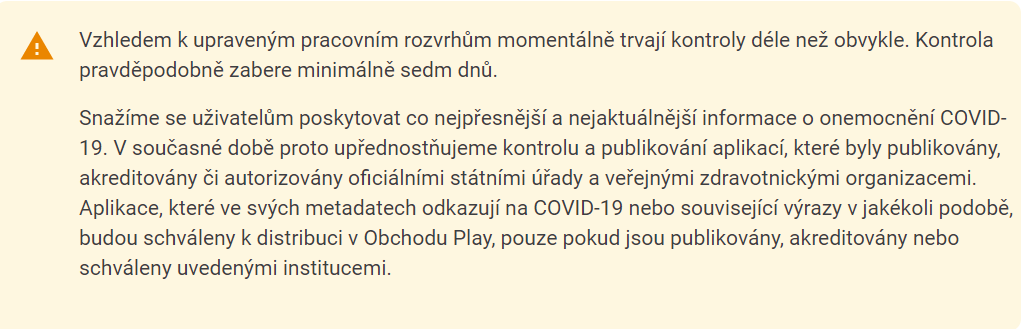 Vzhledem k upraveným pracovním rozvrhům momentálně trvají kontroly déle než obvykle. Kontrola
pravděpodobně zabere minimálně sedm dnů.
Snažíme se uživatelům poskytovat co nejpřesnější a nejaktuálnější informace o onemocnění COVID-
19. V současné době proto upřednostňujeme kontrolu a publikování aplikací, které byly publikovány,
akreditovány či autorizovány oficiálními státními úřady a veřejnými zdravotnickými organizacemi.
Aplikace, které ve svých metadatech odkazují na COVID-19 nebo související výrazy v jakékoli podobě,
budou schváleny k distribuci v Obchodu Play, pouze pokud jsou publikovány, akreditovány nebo
schváleny uvedenými institucemi.